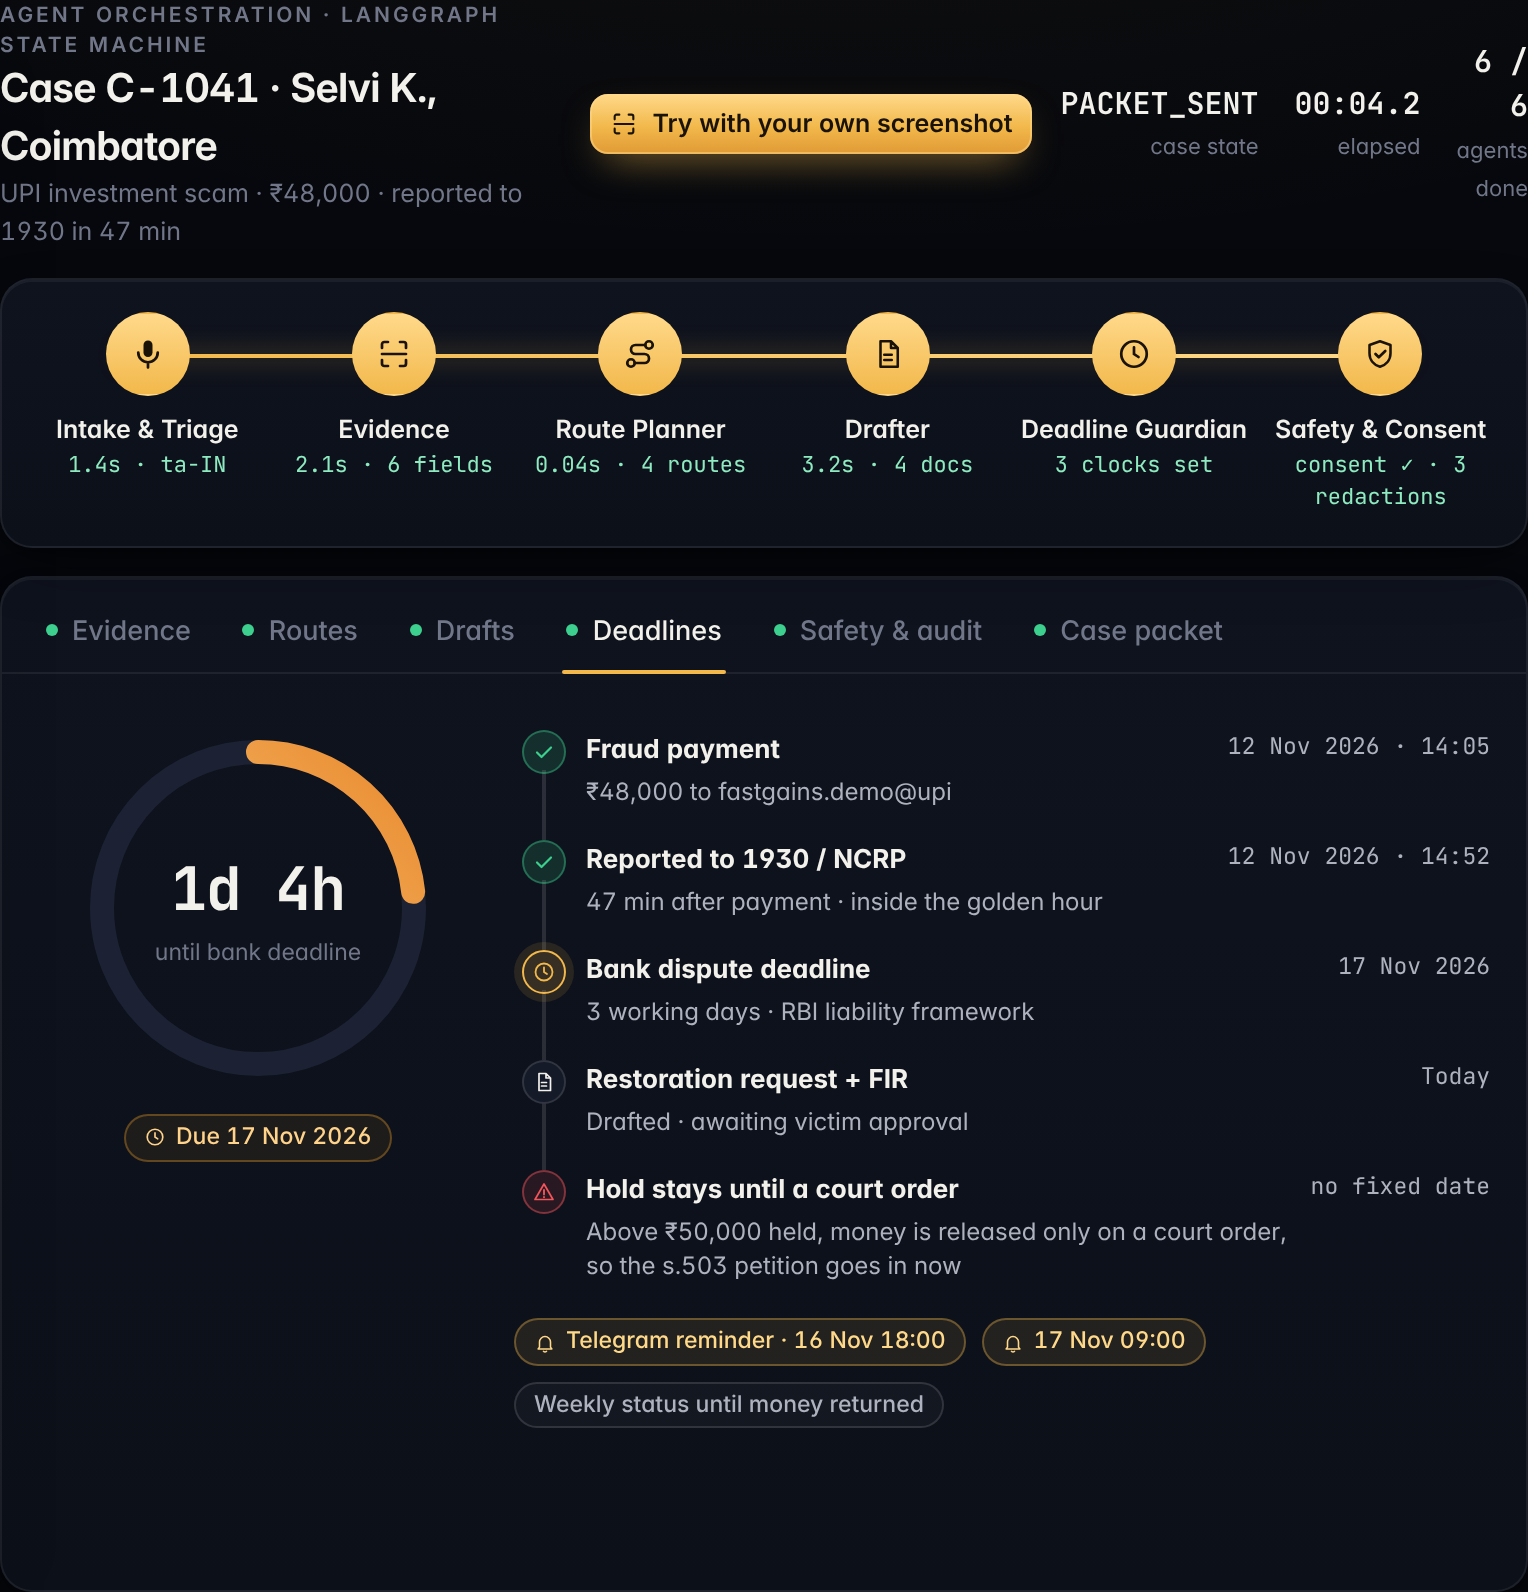 AGENT ORCHESTRATION · LANGGRAPH
STATE MACHINE
Case C-1041 · Selvi K.,
Coimbatore
UPI investment scam · ₹48,000 · reported to
1930 in 47 min
Try with your own screenshot
PACKET_SENT
case state
00:04.2
elapsed
6 /
6
agents
done
Intake & Triage
1.4s · ta-IN
Evidence
2.1s · 6 fields
Route Planner
0.04s · 4 routes
Drafter
3.2s · 4 docs
Deadline Guardian
3 clocks set
Safety & Consent
consent ✓ · 3
redactions
Evidence
Routes
Drafts
Deadlines
Safety & audit
Case packet
1d 4h
until bank deadline
Due 17 Nov 2026
Fraud payment
12 Nov 2026 · 14:05
₹48,000 to fastgains.demo@upi
Reported to 1930 / NCRP
12 Nov 2026 · 14:52
47 min after payment · inside the golden hour
Bank dispute deadline
17 Nov 2026
3 working days · RBI liability framework
Restoration request + FIR
Today
Drafted · awaiting victim approval
Hold stays until a court order
no fixed date
Above ₹50,000 held, money is released only on a court order,
so the s.503 petition goes in now
Telegram reminder · 16 Nov 18:00
17 Nov 09:00
Weekly status until money returned